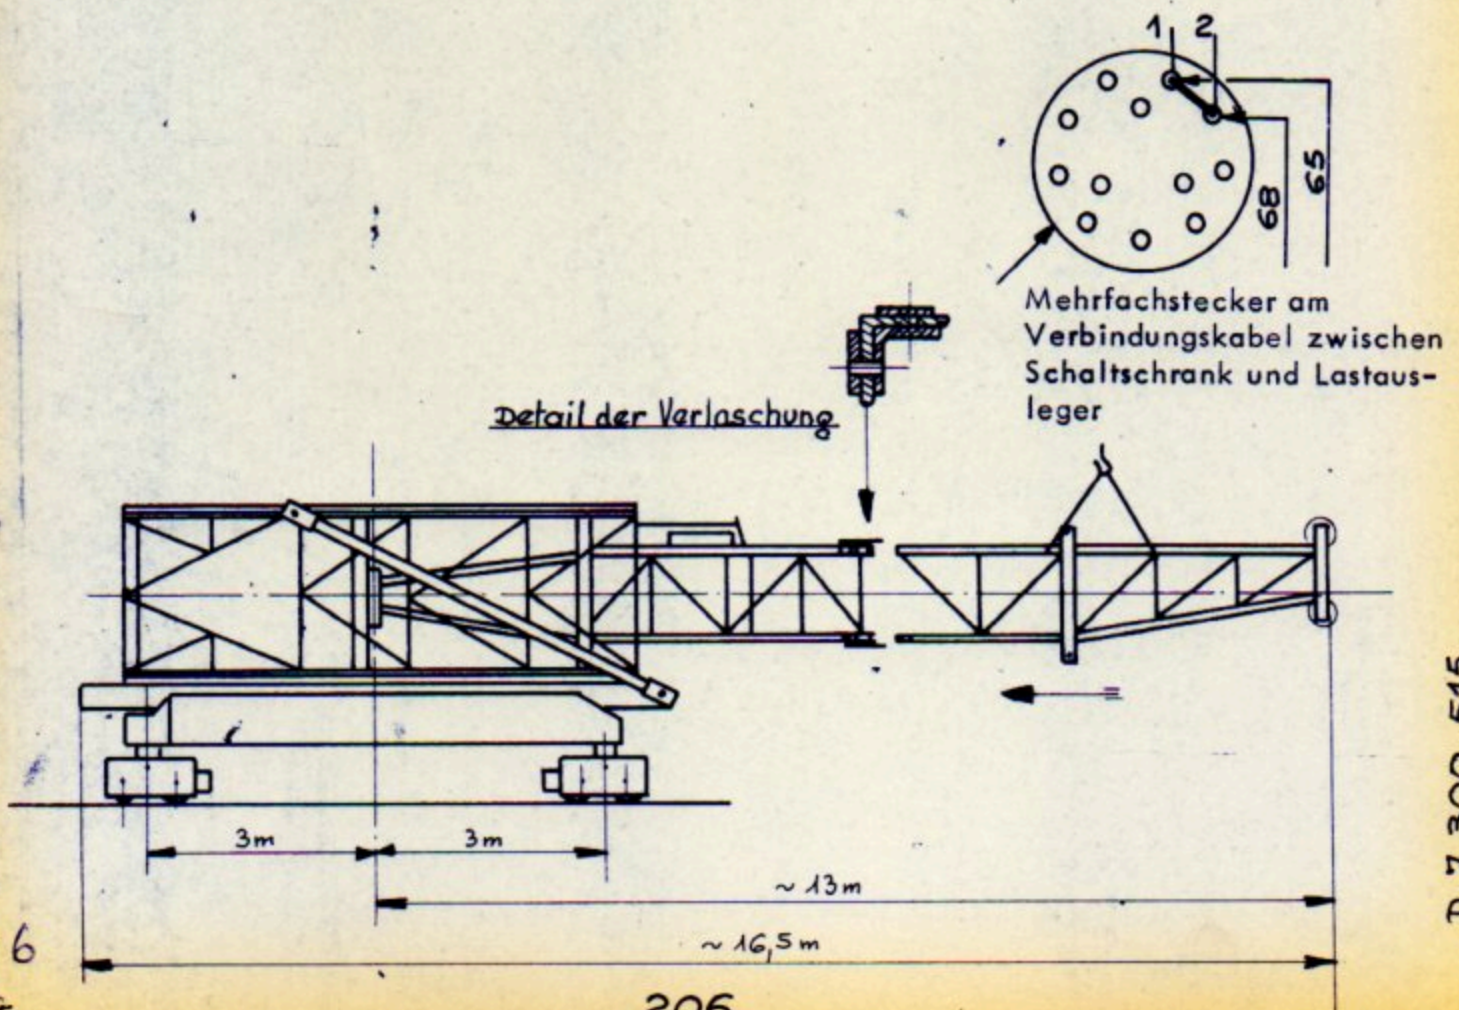 1 2
65
68
Mehrfachstecker am
Verbindungskabel zwischen
Schaltschrank und Lastaus-
leger
Detail der Verlaschung
3m 3m
~ 13m
~ 16,5m
6